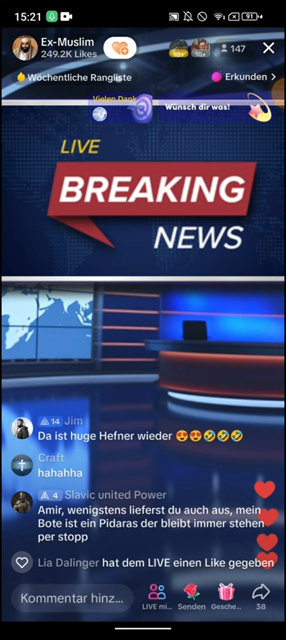 15:21
91
Ex-Muslim
249.2K Likes
10+
10+
147
Wöchentliche Rangliste
Erkunden >
Vielen Dank
Wünsch dir was!
LIVE
BREAKING
NEWS
14 Jim
Da ist huge Hefner wieder 😍😍🤣🤣🤣
Craft
hahahha
4 Slavic united Power
Amir, wenigstens lieferst du auch aus, mein
Bote ist ein Pidaras der bleibt immer stehen
per stopp
Lia Dalinger hat dem LIVE einen Like gegeben
Kommentar hinz...
LIVE mi...
Senden
Gesche...
38